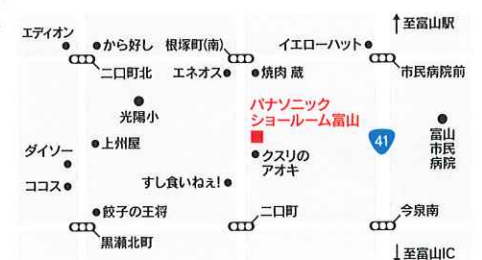 ↑至富山駅
エディオン
から好し
根塚町(南)
イエローハット
二口町北
エネオス
焼肉 蔵
市民病院前
光陽小
パナソニック
ショールーム富山
41
富山
市民
病院
ダイソー
上州屋
クスリの
アオキ
ココス
すし食いねぇ!
餃子の王将
二口町
今泉南
黒瀬北町
↓至富山IC